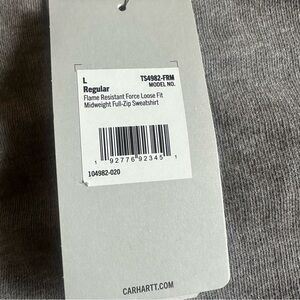 L TS4982-FRM
Regular MODEL NO.
Flame Resistant Force Loose Fit
Midweight Full-Zip Sweatshirt
1 92776 92345 1
104982-020
CARHARTT.COM